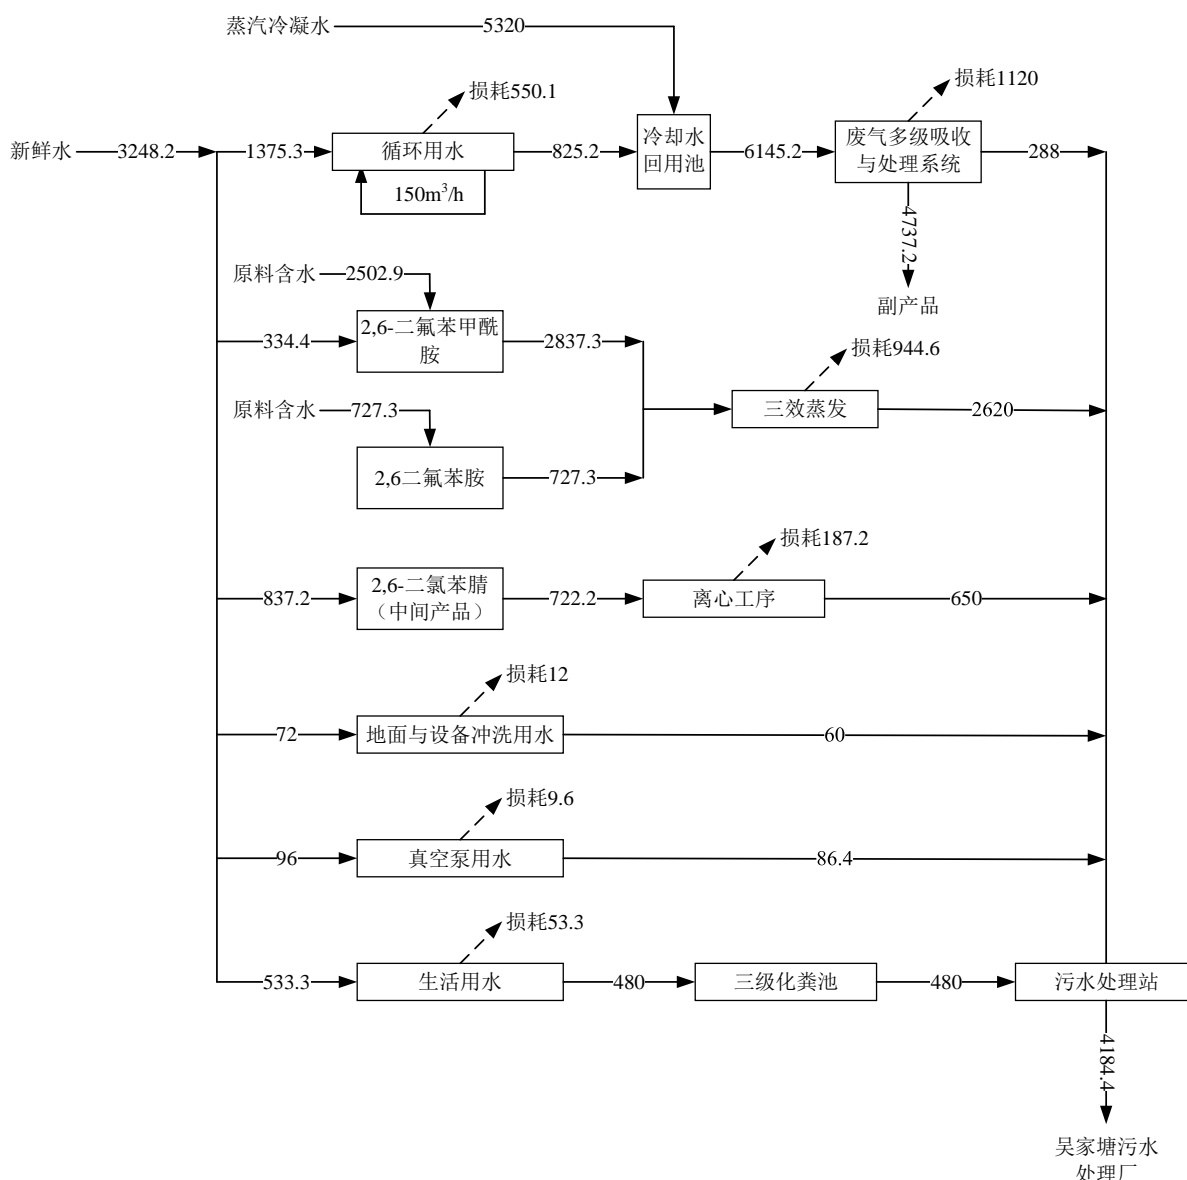 蒸汽冷凝水 5320
损耗550.1
损耗1120
新鲜水 3248.2
1375.3
循环用水
825.2
冷却水
回用池
6145.2
废气多级吸收
与处理系统
288
150m³/h
4737.2
副产品
原料含水 2502.9
334.4
2,6-二氟苯甲酰
胺
2837.3
损耗944.6
原料含水 727.3
三效蒸发
2620
2,6二氟苯胺
727.3
损耗187.2
837.2
2,6-二氯苯腈
（中间产品）
722.2
离心工序
650
损耗12
72
地面与设备冲洗用水
60
损耗9.6
96
真空泵用水
86.4
损耗53.3
533.3
生活用水
480
三级化粪池
480
污水处理站
4184.4
吴家塘污水
处理厂